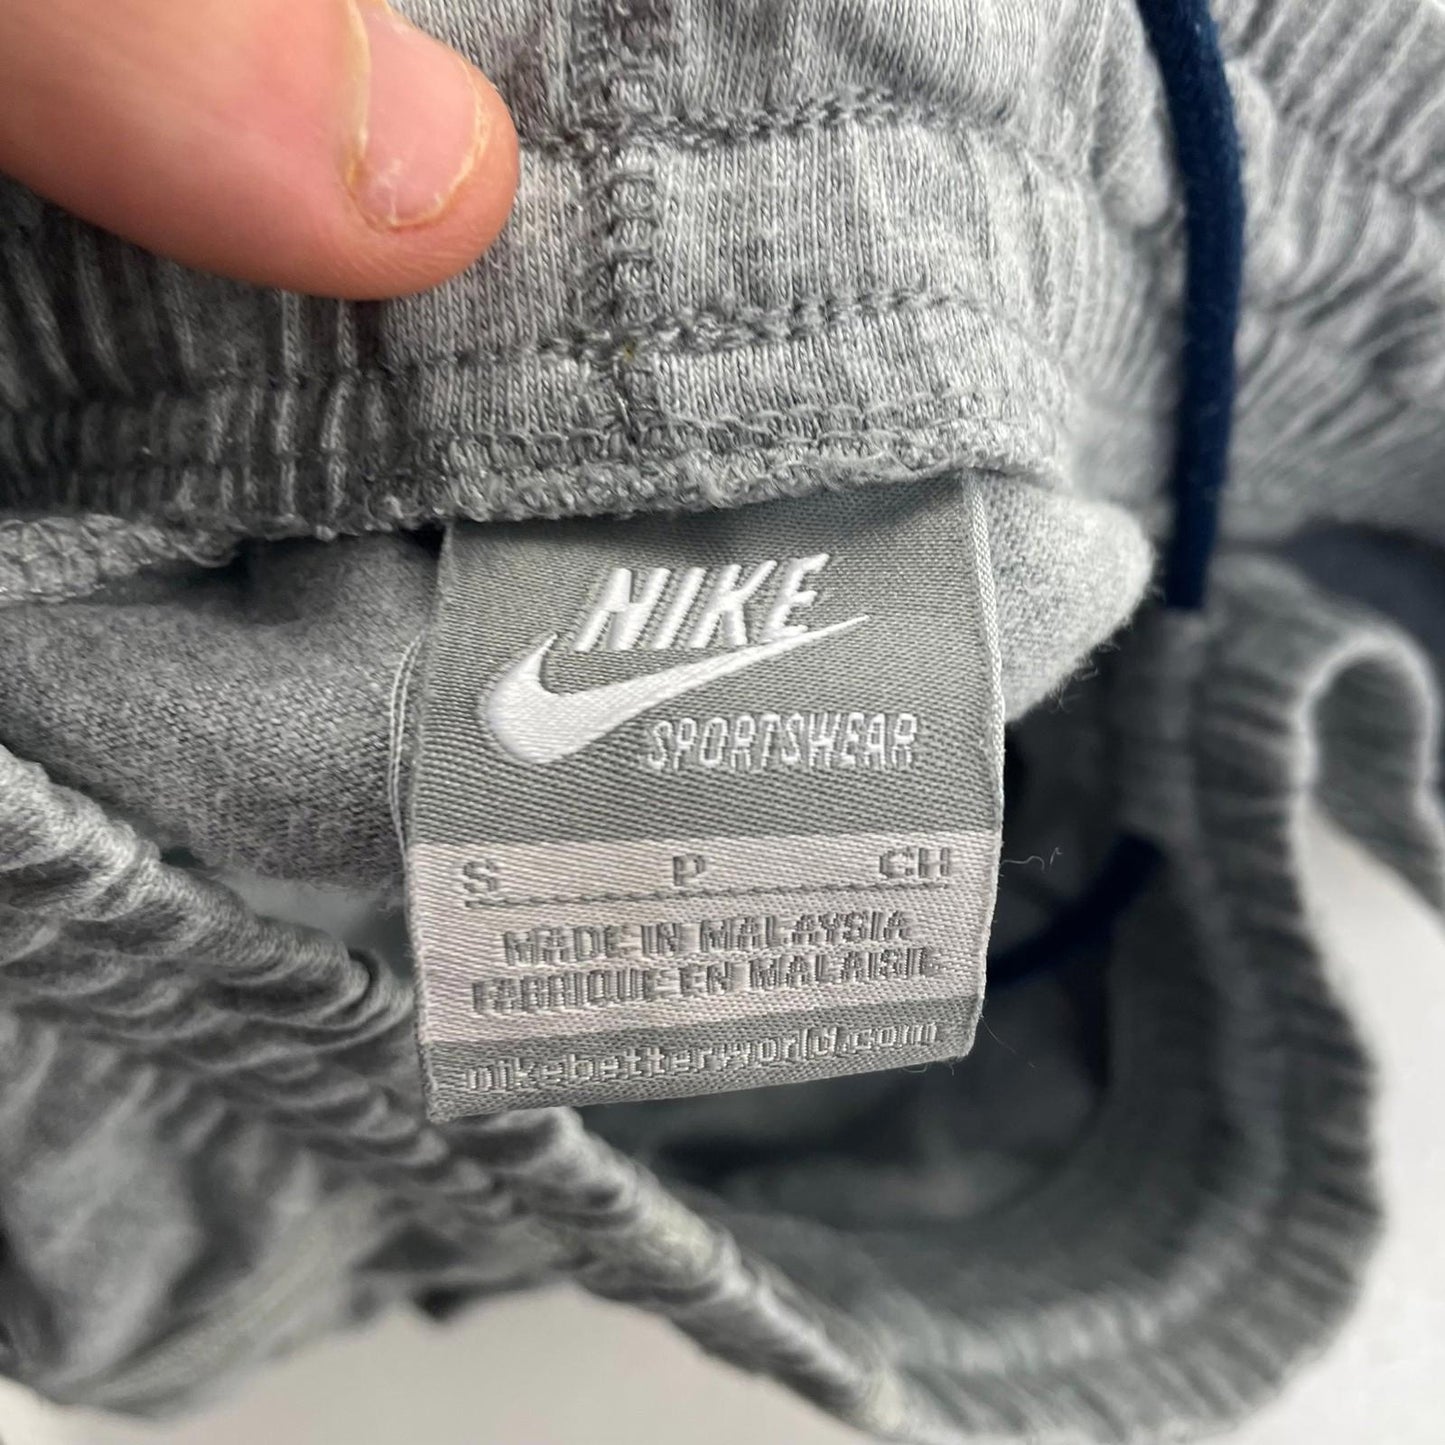 NIKE
SPORTSWEAR
S P CH
MADE IN MALAYSIA
FABRIQUE EN MALAISIE
nikebetterworld.com